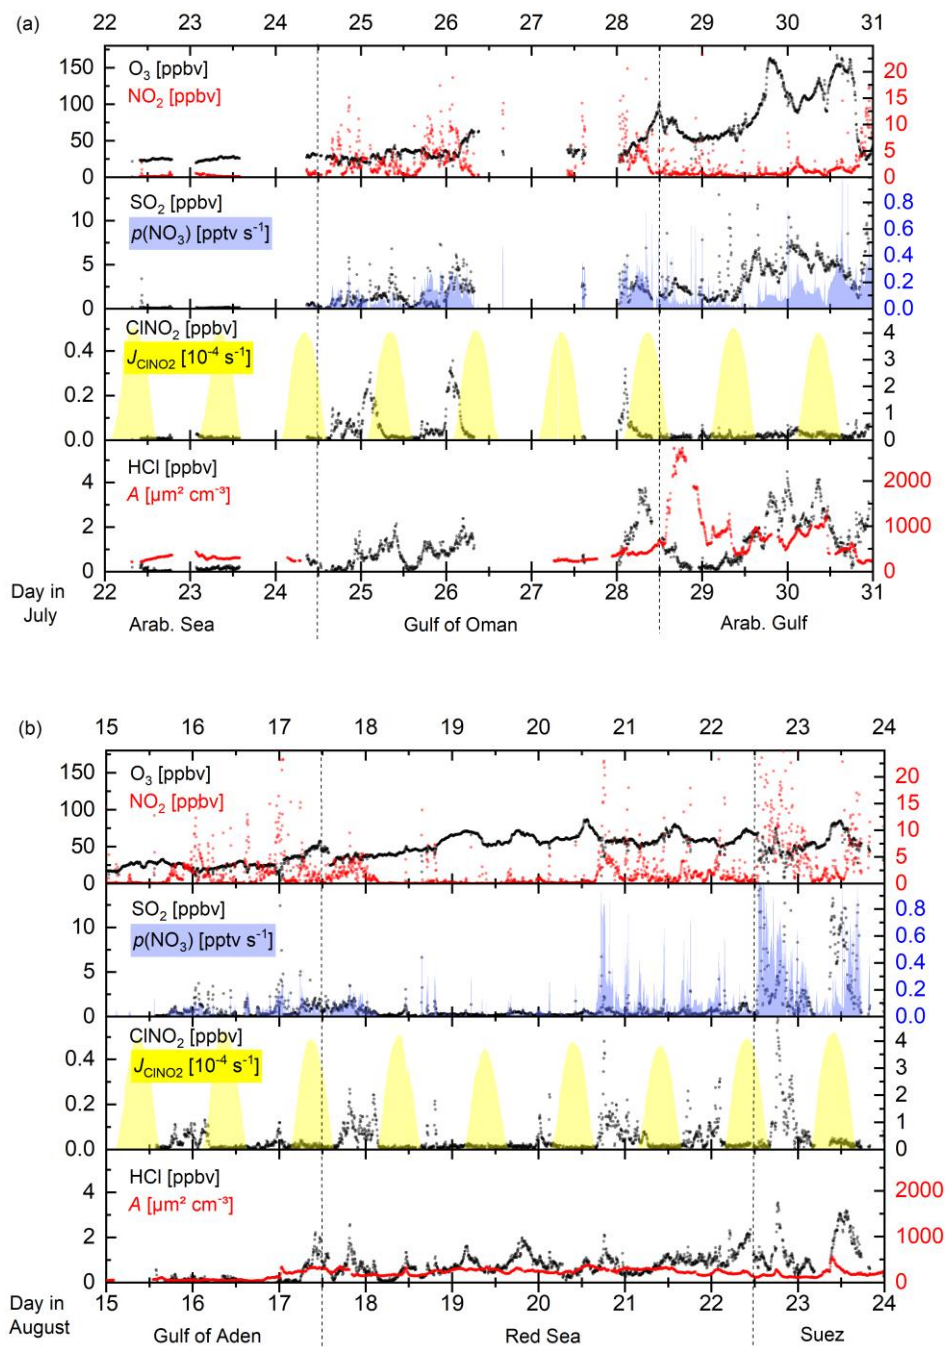 (a)
22 23 24 25 26 27 28 29 30 31
O₃ [ppbv]
NO₂ [ppbv]
150
100
50
0
20
15
10
5
0
SO₂ [ppbv]
p(NO₃) [pptv s⁻¹]
10
5
0
0.8
0.6
0.4
0.2
0.0
ClNO₂ [ppbv]
J_ClNO2 [10⁻⁴ s⁻¹]
0.4
0.2
0.0
4
3
2
1
0
HCl [ppbv]
A [µm² cm⁻³]
4
2
0
2000
1000
0
22 23 24 25 26 27 28 29 30 31
Day in
July
Arab. Sea Gulf of Oman Arab. Gulf
(b)
15 16 17 18 19 20 21 22 23 24
O₃ [ppbv]
NO₂ [ppbv]
150
100
50
0
20
15
10
5
0
SO₂ [ppbv]
p(NO₃) [pptv s⁻¹]
10
5
0
0.8
0.6
0.4
0.2
0.0
ClNO₂ [ppbv]
J_ClNO2 [10⁻⁴ s⁻¹]
0.4
0.2
0.0
4
3
2
1
0
HCl [ppbv]
A [µm² cm⁻³]
4
2
0
2000
1000
0
15 16 17 18 19 20 21 22 23 24
Day in
August
Gulf of Aden Red Sea Suez